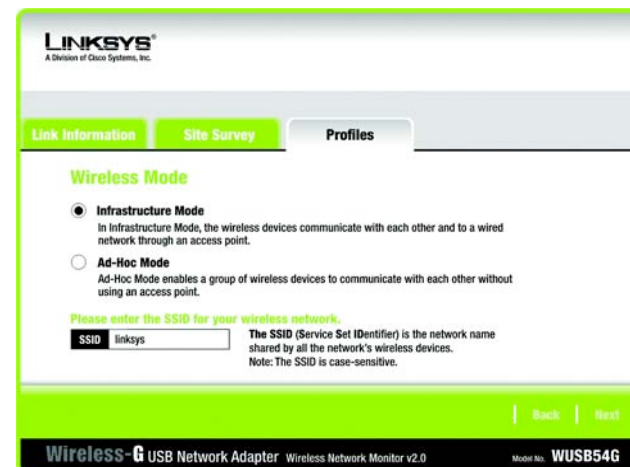 LINKSYS®
A Division of Cisco Systems, Inc.
Link Information Site Survey Profiles
Wireless Mode
Infrastructure Mode
In Infrastructure Mode, the wireless devices communicate with each other and to a wired
network through an access point.
Ad-Hoc Mode
Ad-Hoc Mode enables a group of wireless devices to communicate with each other without
using an access point.
Please enter the SSID for your wireless network.
SSID linksys
The SSID (Service Set IDentifier) is the network name
shared by all the network's wireless devices.
Note: The SSID is case-sensitive.
Back Next
Wireless-G USB Network Adapter Wireless Network Monitor v2.0 Model No. WUSB54G